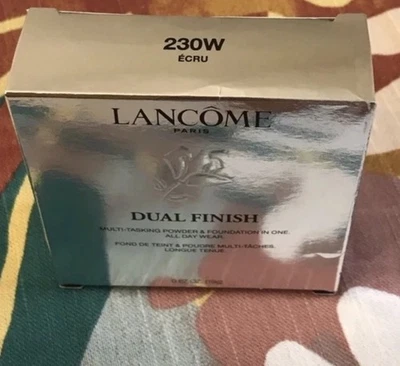 230W
ÉCRU
LANCÔME
PARIS
DUAL FINISH
MULTI-TASKING POWDER & FOUNDATION IN ONE.
ALL DAY WEAR.
FOND DE TEINT & POUDRE MULTI-TÂCHES.
LONGUE TENUE.